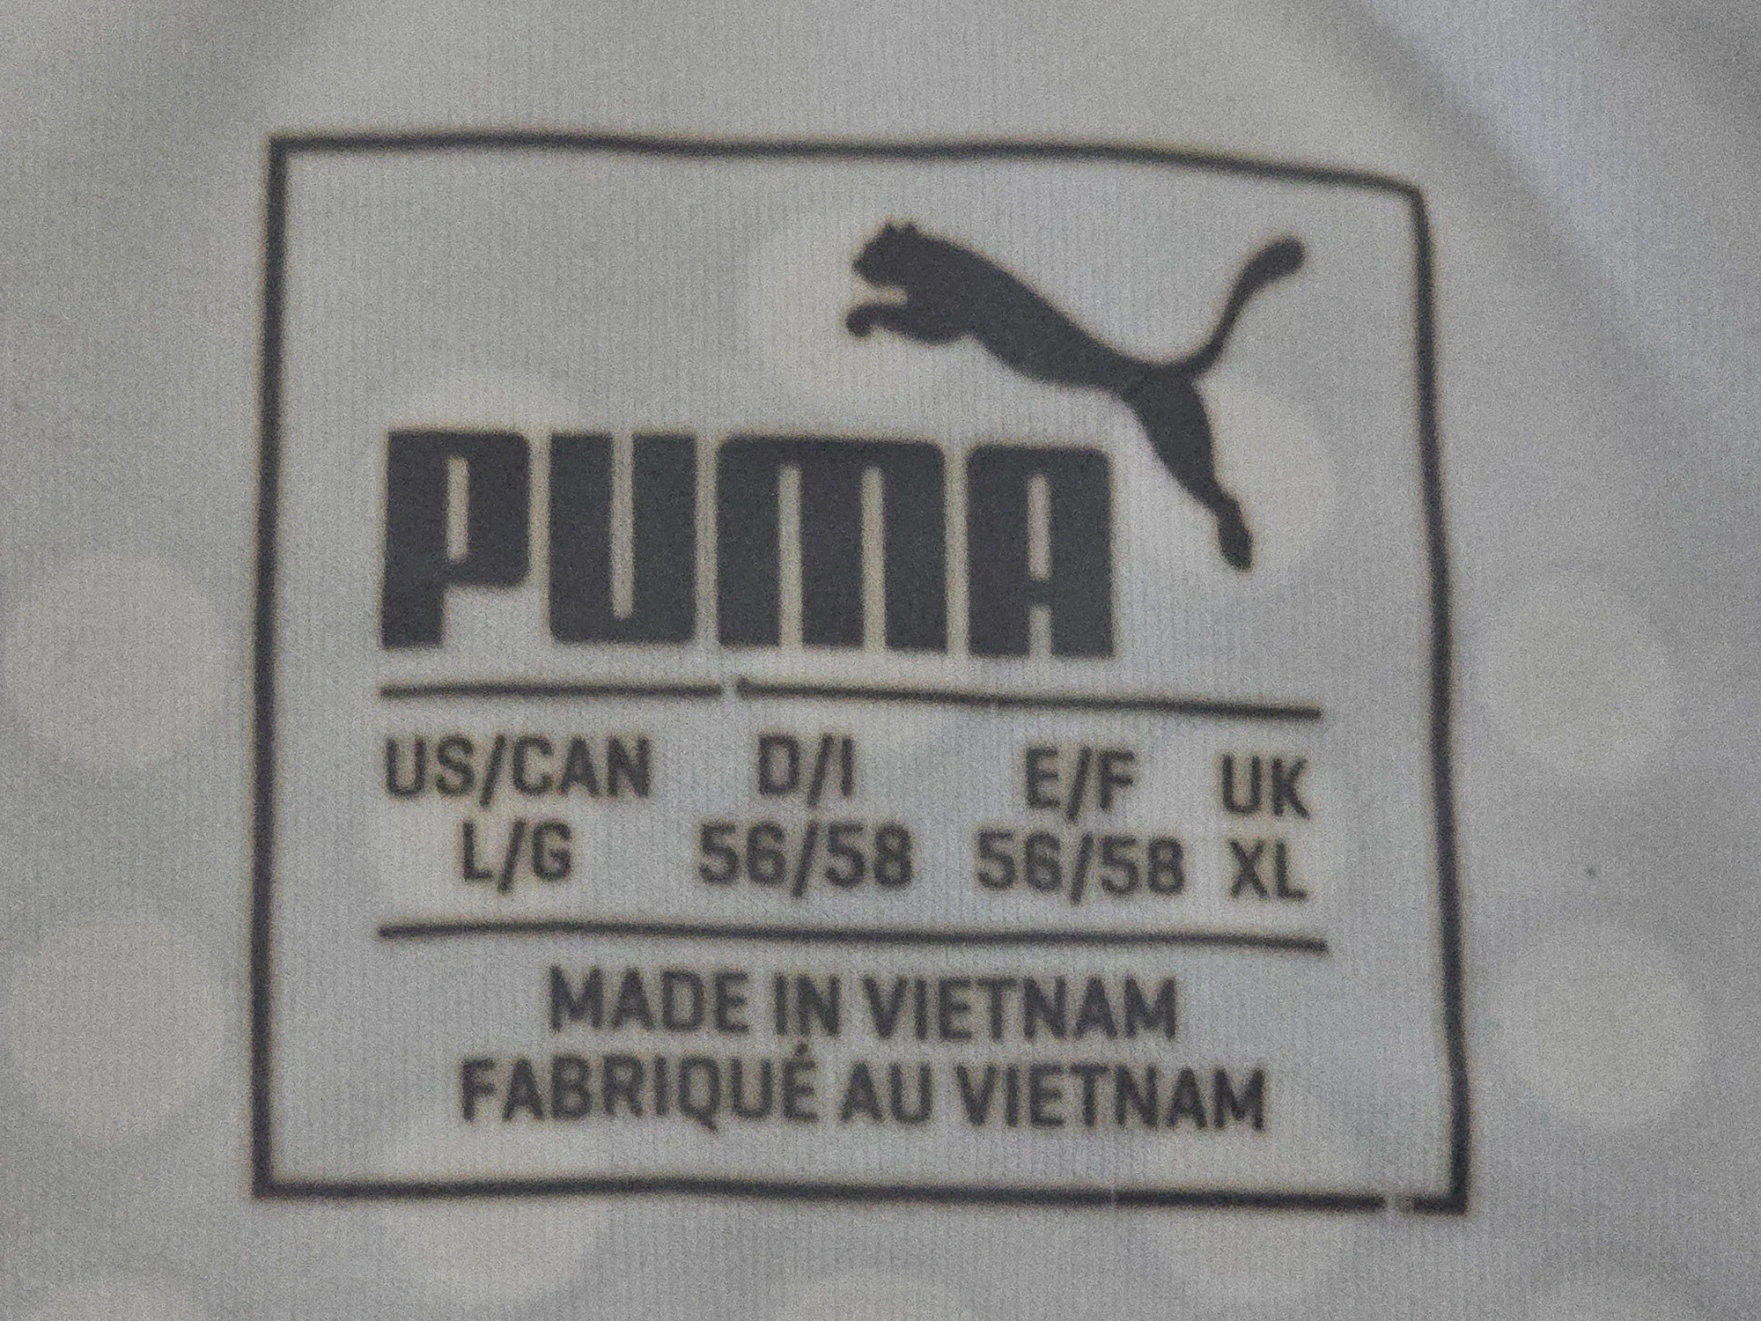 PUMA
US/CAN D/I E/F UK
L/G 56/58 56/58 XL
MADE IN VIETNAM
FABRIQUÉ AU VIETNAM